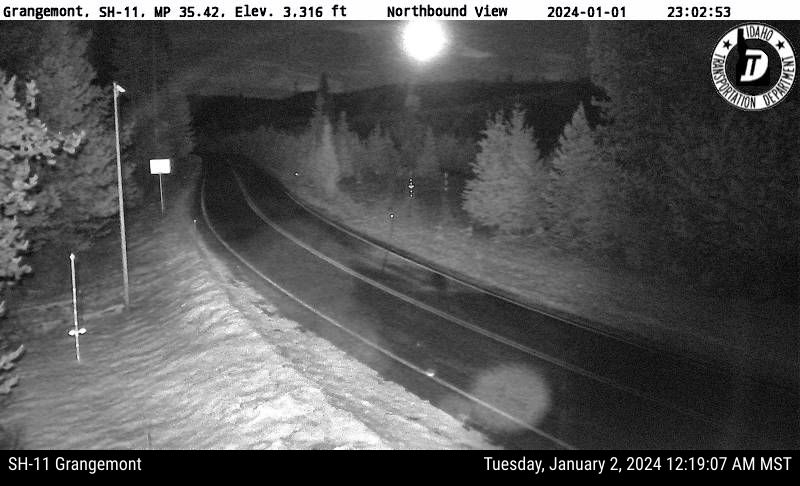 Grangemont, SH-11, MP 35.42, Elev. 3,316 ft Northbound View 2024-01-01 23:02:53
IDAHO
TRANSPORTATION DEPARTMENT
SH-11 Grangemont Tuesday, January 2, 2024 12:19:07 AM MST